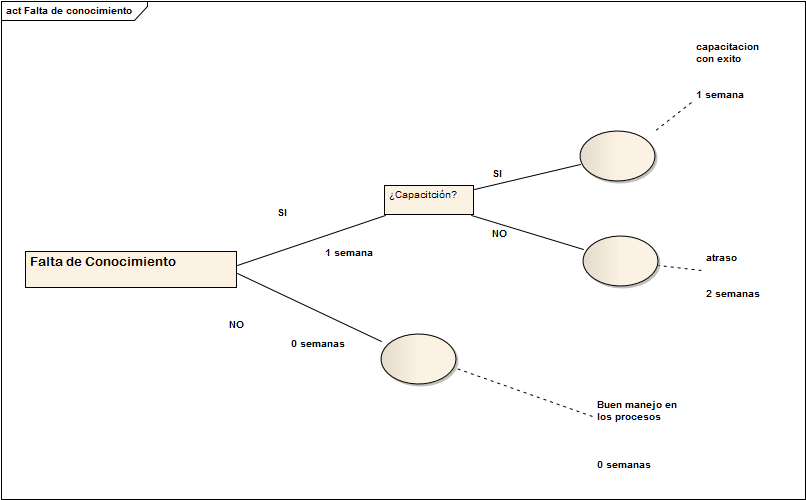 act Falta de conocimiento
capacitacion
con exito
1 semana
SI
¿Capacitción?
SI
NO
1 semana
Falta de Conocimiento
atraso
2 semanas
NO
0 semanas
Buen manejo en
los procesos
0 semanas